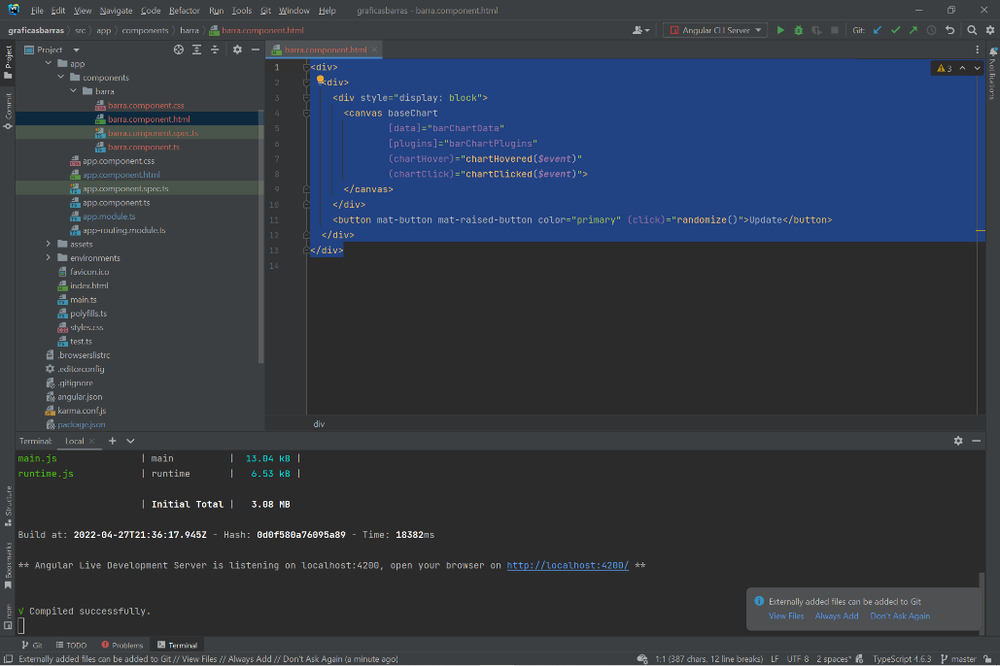 File Edit View Navigate Code Refactor Run Tools Git Window Help graficasbarras - barra.component.html
graficasbarras src app components barra barra.component.html Angular CLI Server Git:
Project
barra.component.html
app
components
barra
barra.component.css
barra.component.html
barra.component.spec.ts
barra.component.ts
app.component.css
app.component.html
app.component.spec.ts
app.component.ts
app.module.ts
app-routing.module.ts
assets
environments
favicon.ico
index.html
main.ts
polyfills.ts
styles.css
test.ts
.browserslistrc
.editorconfig
.gitignore
angular.json
karma.conf.js
package.json
3
1 <div>
2 <div>
3 <div style="display: block">
4 <canvas baseChart
5 [data]="barChartData"
6 [plugins]="barChartPlugins"
7 (chartHover)="chartHovered($event)"
8 (chartClick)="chartClicked($event)">
9 </canvas>
10 </div>
11 <button mat-button mat-raised-button color="primary" (click)="randomize()">Update</button>
12 </div>
13 </div>
14
div
Project
Commit
Structure
Bookmarks
npm
Notifications
Terminal: Local
main.js | main | 13.04 kB |
runtime.js | runtime | 6.53 kB |
| Initial Total | 3.08 MB
Build at: 2022-04-27T21:36:17.945Z - Hash: 0d0f580a76095a89 - Time: 18382ms
** Angular Live Development Server is listening on localhost:4200, open your browser on http://localhost:4200/ **
√ Compiled successfully.
Externally added files can be added to Git
View Files Always Add Don't Ask Again
Git TODO Problems Terminal
Externally added files can be added to Git // View Files // Always Add // Don't Ask Again (a minute ago) 1:1 (387 chars, 12 line breaks) LF UTF-8 2 spaces* TypeScript 4.6.3 master